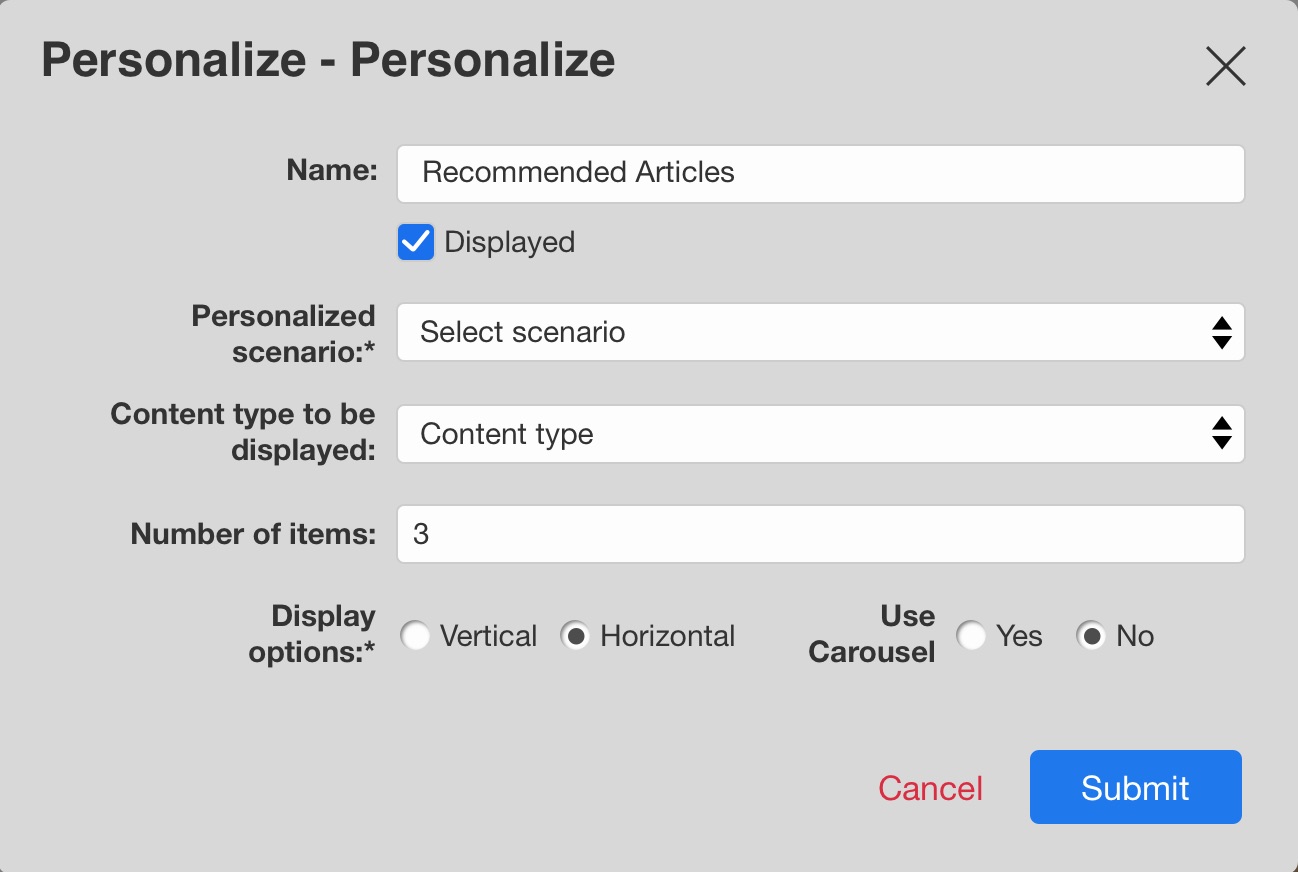 Personalize - Personalize
Name:
Recommended Articles
Displayed
Personalized
scenario:*
Select scenario
Content type to be
displayed:
Content type
Number of items:
3
Display
options:*
Vertical
Horizontal
Use
Carousel
Yes
No
Cancel
Submit